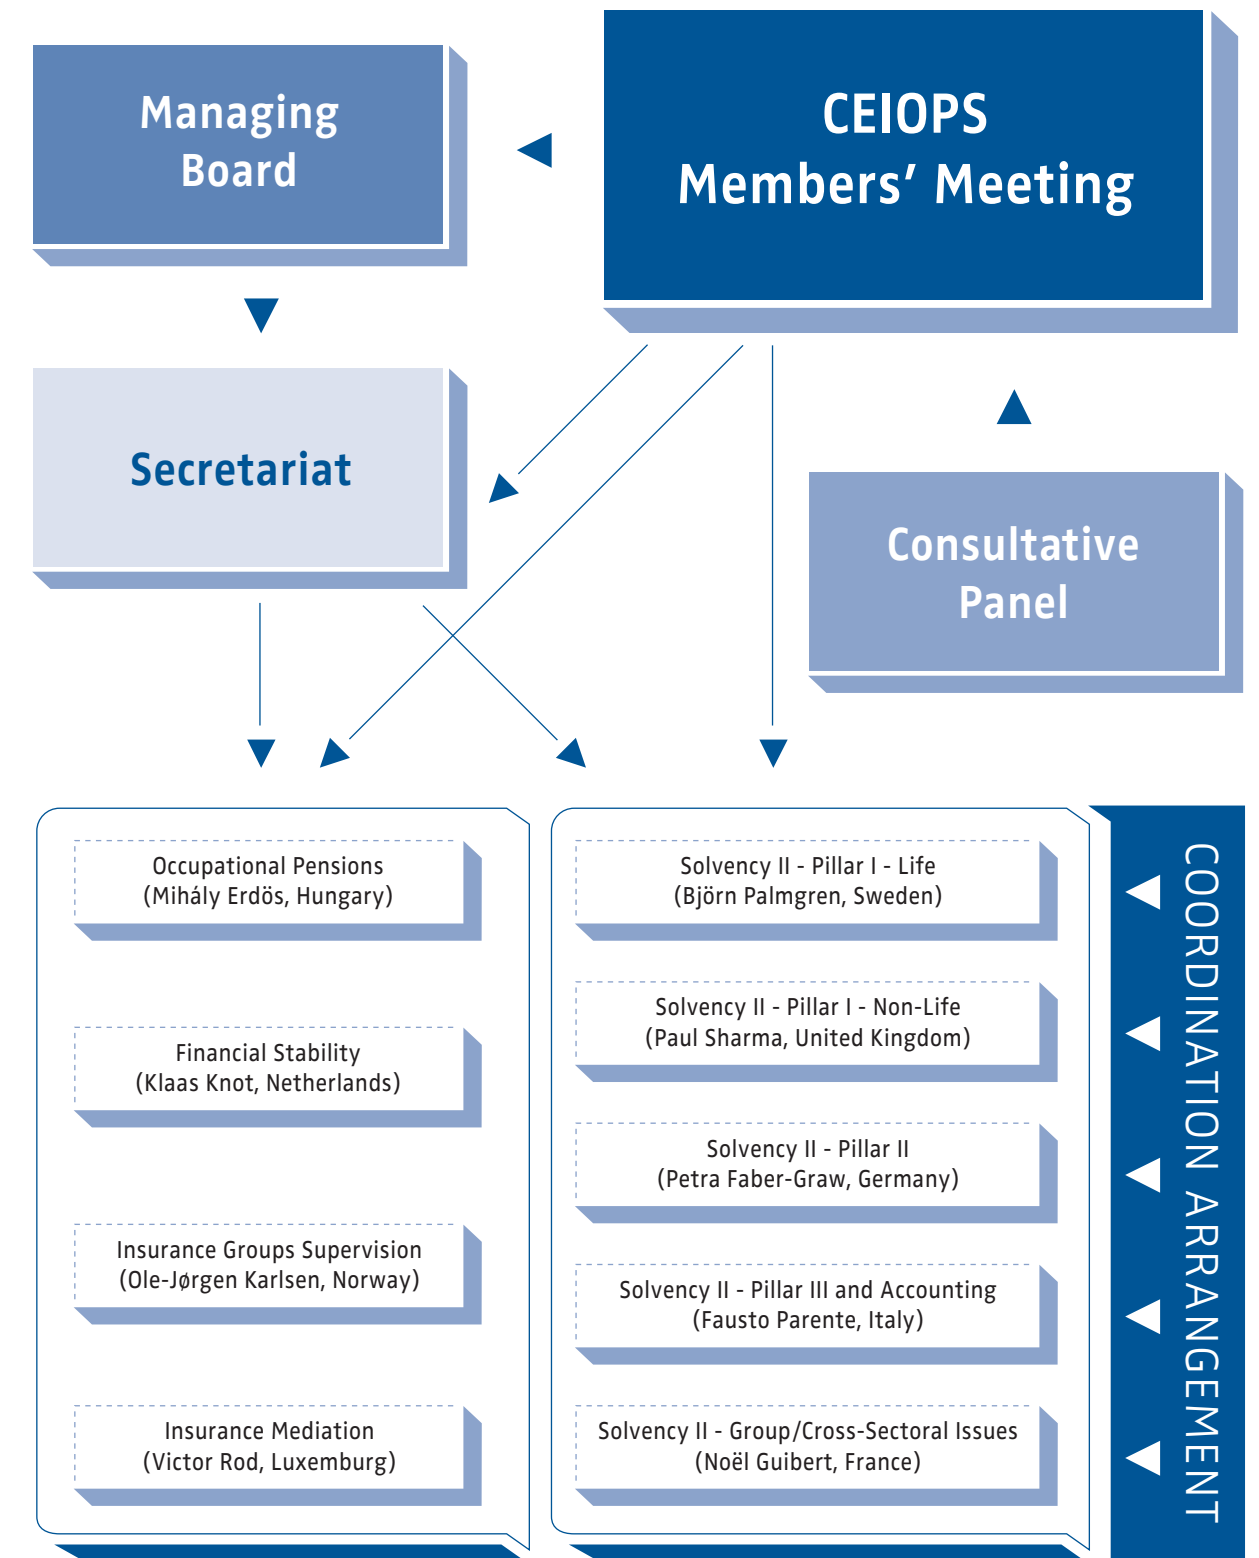 Managing
Board
CEIOPS
Members’ Meeting
Secretariat
Consultative
Panel
Occupational Pensions
(Mihály Erdös, Hungary)
Financial Stability
(Klaas Knot, Netherlands)
Insurance Groups Supervision
(Ole-Jørgen Karlsen, Norway)
Insurance Mediation
(Victor Rod, Luxemburg)
Solvency II - Pillar I - Life
(Björn Palmgren, Sweden)
Solvency II - Pillar I - Non-Life
(Paul Sharma, United Kingdom)
Solvency II - Pillar II
(Petra Faber-Graw, Germany)
Solvency II - Pillar III and Accounting
(Fausto Parente, Italy)
Solvency II - Group/Cross-Sectoral Issues
(Noël Guibert, France)
COORDINATION ARRANGEMENT